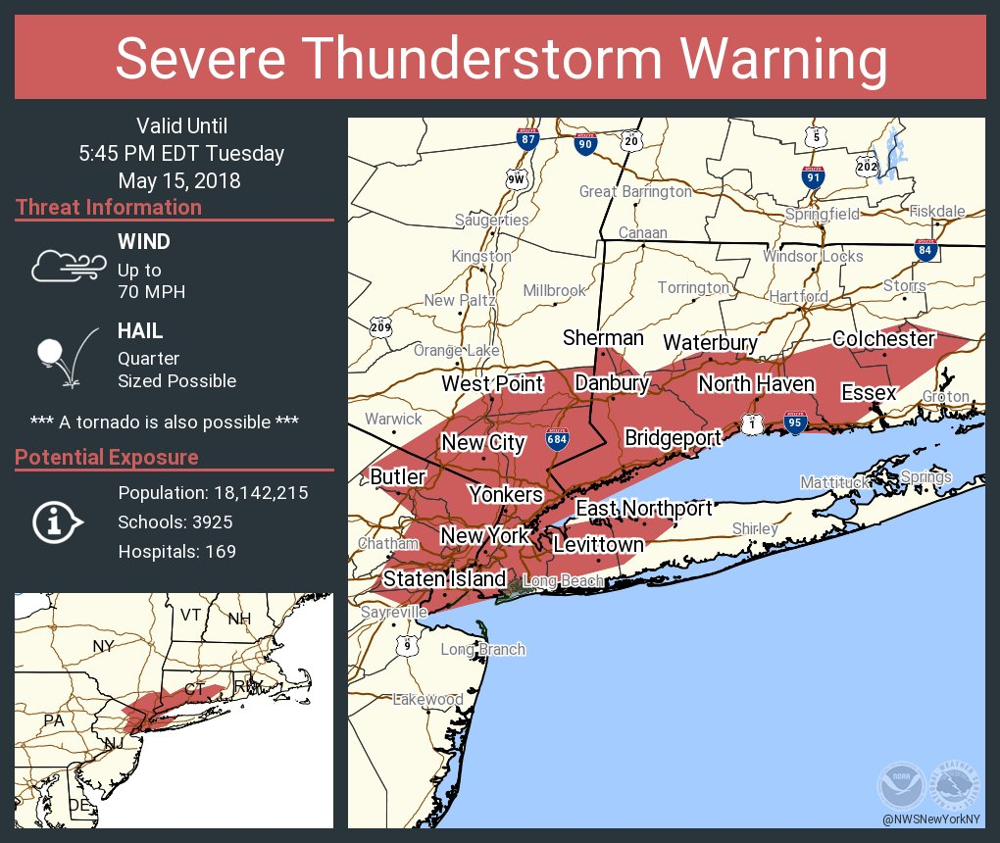 Severe Thunderstorm Warning
Valid Until
5:45 PM EDT Tuesday
May 15, 2018
Threat Information
WIND
Up to
70 MPH
HAIL
Quarter
Sized Possible
*** A tornado is also possible ***
Potential Exposure
Population: 18,142,215
Schools: 3925
Hospitals: 169
VT
NH
NY
CT
RI
PA
NJ
DE
87
90
20
5
9W
91
202
Great Barrington
Saugerties
Springfield
Fiskdale
Canaan
84
Kingston
Windsor Locks
Millbrook
Torrington
Storrs
New Paltz
Hartford
209
Sherman
Waterbury
Colchester
Orange Lake
West Point
Danbury
North Haven
Essex
Groton
Warwick
1
95
New City
684
Bridgeport
Butler
Mattituck
Springs
Yonkers
East Northport
Shirley
New York
Levittown
Chatham
Staten Island
Long Beach
Sayreville
9
Long Branch
Lakewood
NOAA
NATIONAL WEATHER SERVICE
@NWSNewYorkNY